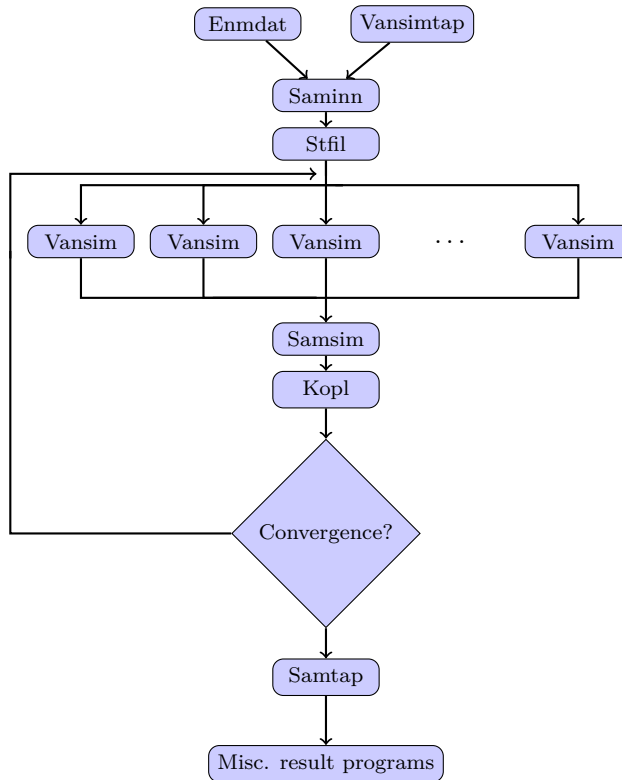 Enmdat
Vansimtap
Saminn
Stfil
Vansim
Vansim
Vansim
...
Vansim
Samsim
Kopl
Convergence?
Samtap
Misc. result programs